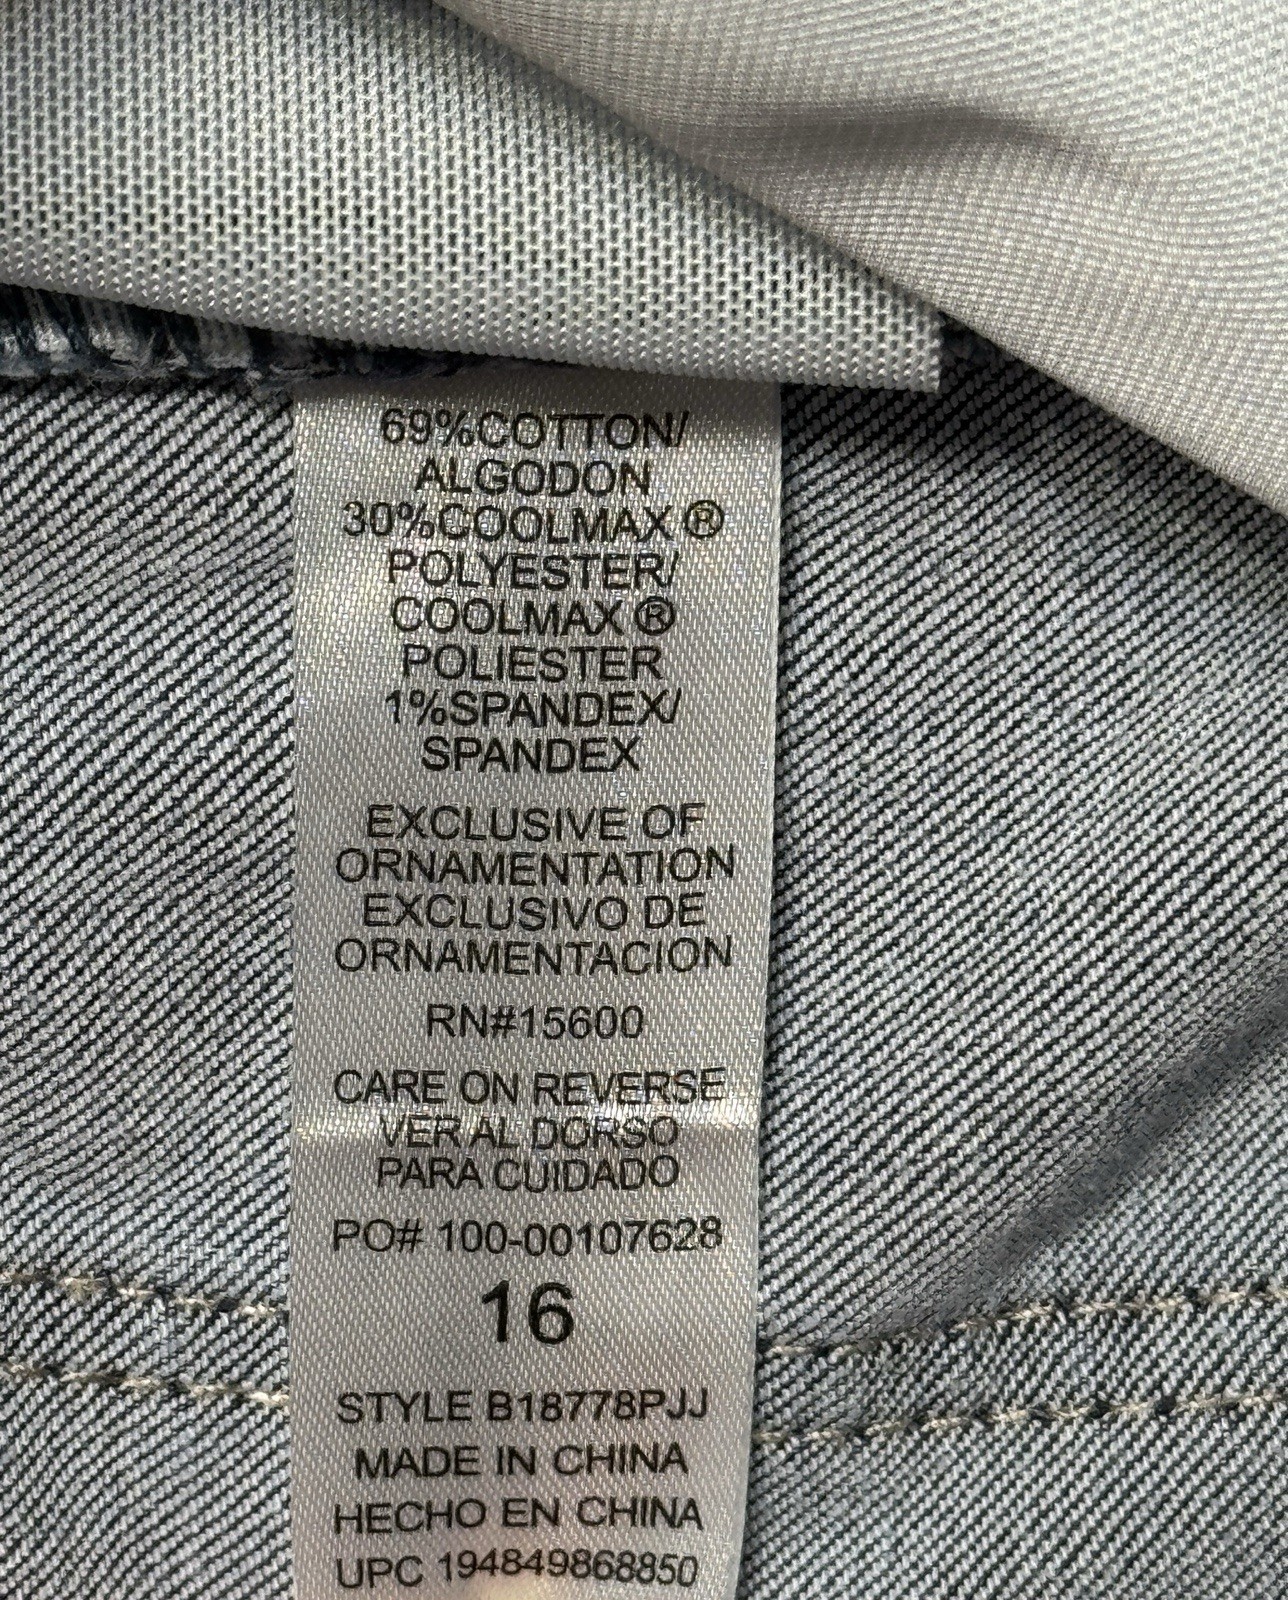 69%COTTON/
ALGODON
30%COOLMAX ®
POLYESTER/
COOLMAX ®
POLIESTER
1%SPANDEX/
SPANDEX
EXCLUSIVE OF
ORNAMENTATION
EXCLUSIVO DE
ORNAMENTACION
RN#15600
CARE ON REVERSE
VER AL DORSO
PARA CUIDADO
PO# 100-00107628
16
STYLE B18778PJJ
MADE IN CHINA
HECHO EN CHINA
UPC 194849868850